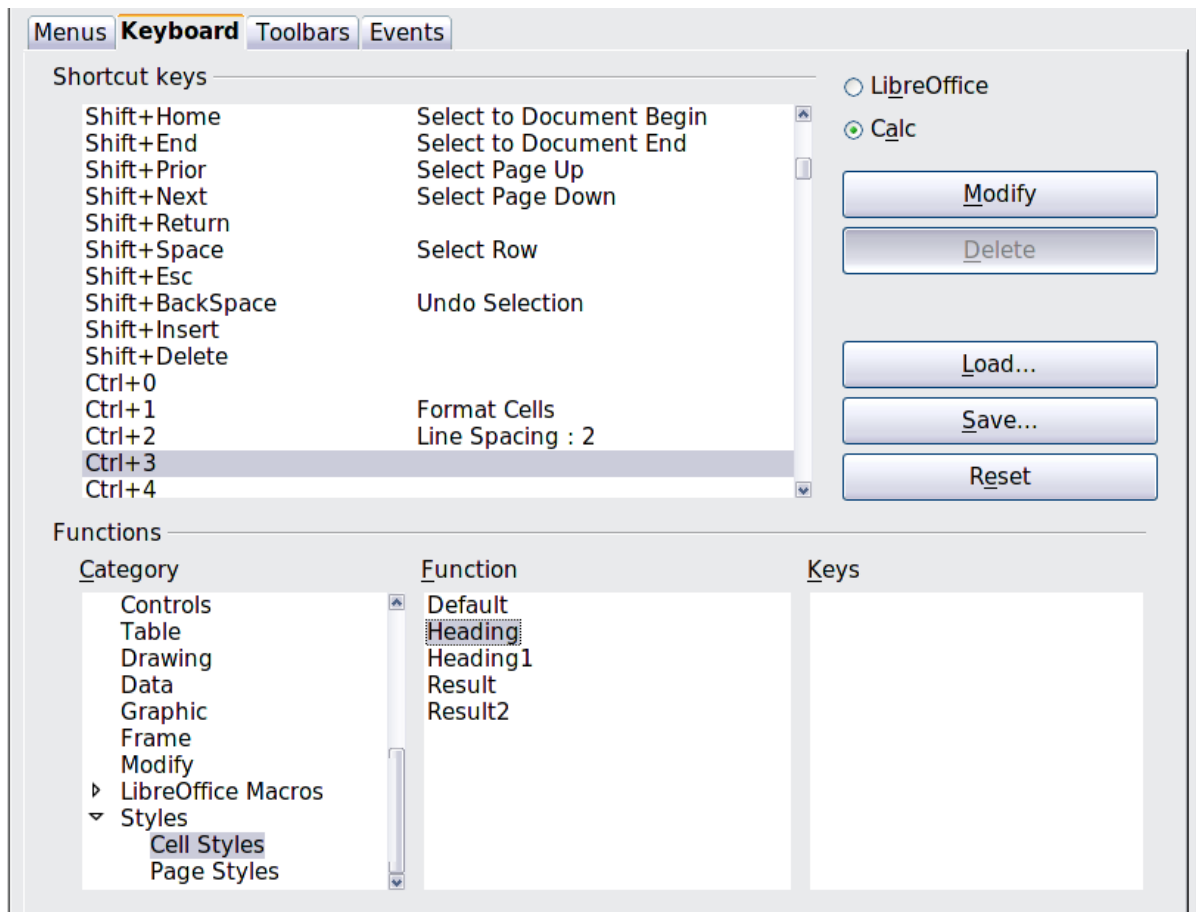 Menus Keyboard Toolbars Events
Shortcut keys
Shift+Home Select to Document Begin
Shift+End Select to Document End
Shift+Prior Select Page Up
Shift+Next Select Page Down
Shift+Return
Shift+Space Select Row
Shift+Esc
Shift+BackSpace Undo Selection
Shift+Insert
Shift+Delete
Ctrl+0
Ctrl+1 Format Cells
Ctrl+2 Line Spacing : 2
Ctrl+3
Ctrl+4
LibreOffice
Calc
Modify
Delete
Load...
Save...
Reset
Functions
Category
Controls
Table
Drawing
Data
Graphic
Frame
Modify
LibreOffice Macros
Styles
Cell Styles
Page Styles
Function
Default
Heading
Heading1
Result
Result2
Keys